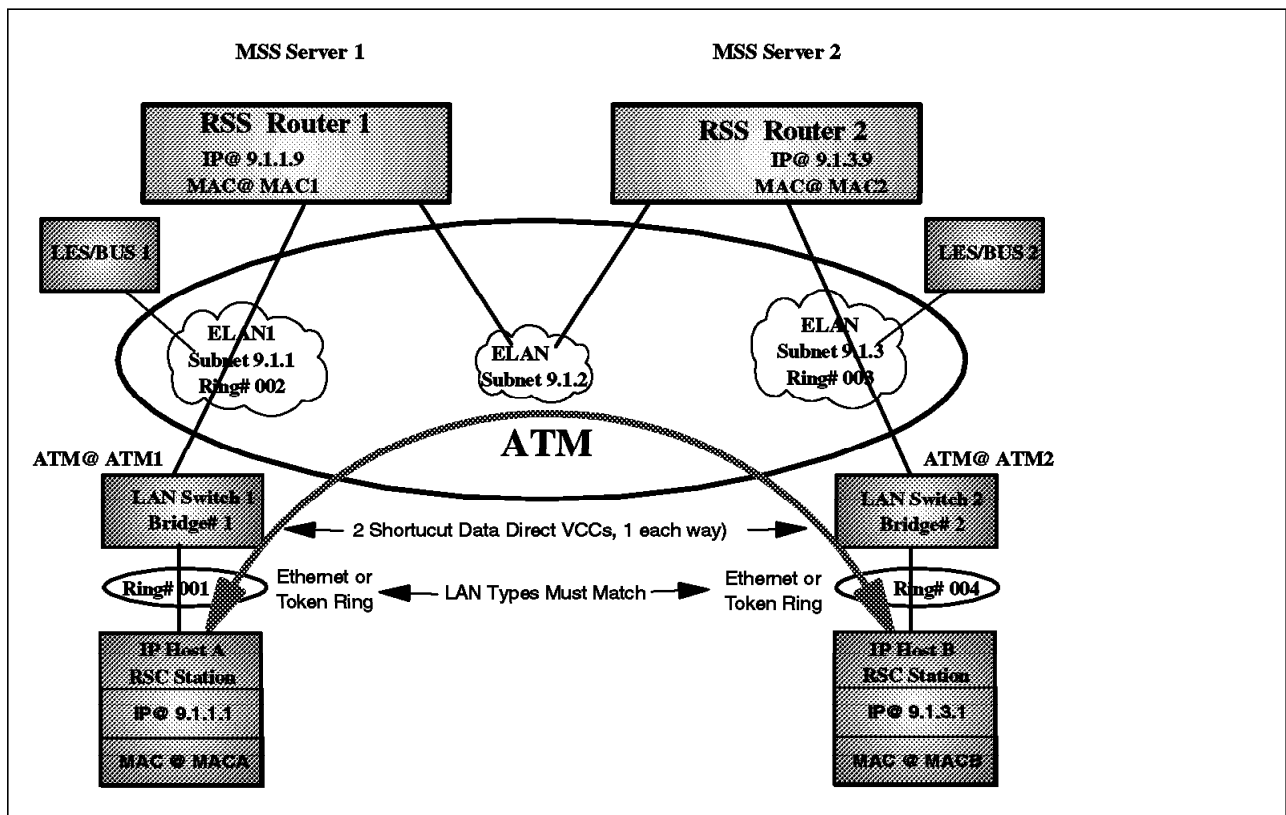 MSS Server 1
MSS Server 2
RSS Router 1
IP@ 9.1.1.9
MAC@ MAC1
RSS Router 2
IP@ 9.1.3.9
MAC@ MAC2
LES/BUS 1
LES/BUS 2
ELAN1
Subnet 9.1.1
Ring# 002
ELAN
Subnet 9.1.2
ELAN
Subnet 9.1.3
Ring# 003
ATM
ATM@ ATM1
ATM@ ATM2
LAN Switch 1
Bridge# 1
LAN Switch 2
Bridge# 2
2 Shortucut Data Direct VCCs, 1 each way)
Ring# 001
Ethernet or
Token Ring
LAN Types Must Match
Ethernet or
Token Ring
Ring# 004
IP Host A
RSC Station
IP@ 9.1.1.1
MAC @ MACA
IP Host B
RSC Station
IP@ 9.1.3.1
MAC @ MACB